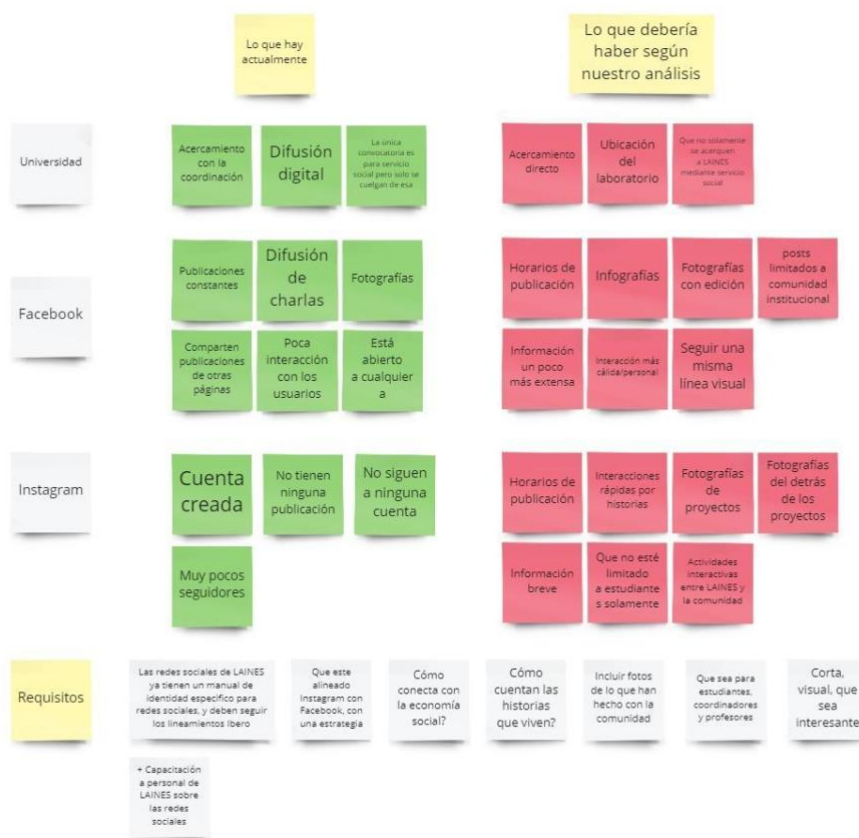 Lo que hay
actualmente
Lo que debería
haber según
nuestro análisis
Universidad
Acercamiento
con la
coordinación
Difusión
digital
La única
convocatoria es
para servicio
social pero solo se
cuelgan de esa
Acercamiento
directo
Ubicación
del
laboratorio
Que no solamente
se acerquen
a LAINES
mediante servicio
social
Facebook
Publicaciones
constantes
Difusión
de
charlas
Fotografías
Horarios de
publicación
Infografías
Fotografías
con edición
posts
limitados a
comunidad
institucional
Comparten
publicaciones
de otras
páginas
Poca
interacción
con los
usuarios
Está
abierto
a cualquier
a
Información
un poco
más extensa
Interacción más
cálida/personal
Seguir una
misma
línea visual
Instagram
Cuenta
creada
No tienen
ninguna
publicación
No siguen
a ninguna
cuenta
Horarios de
publicación
Interacciones
rápidas por
historias
Fotografías
de
proyectos
Fotografías
del detrás
de los
proyectos
Muy pocos
seguidores
Información
breve
Que no esté
limitado
a estudiante
s solamente
Actividades
interactivas
entre LAINES y
la comunidad
Requisitos
Las redes sociales de LAINES
ya tienen un manual de
identidad especifico para
redes sociales, y deben seguir
los lineamientos Ibero
Que este
alineado
Instagram con
Facebook, con
una estrategia
Cómo
conecta con
la economía
social?
Cómo
cuentan las
historias
que viven?
Incluir fotos
de lo que han
hecho con la
comunidad
Que sea para
estudiantes,
coordinadores
y profesores
Corta,
visual, que
sea
interesante
+ Capacitación
a personal de
LAINES sobre
las redes
sociales